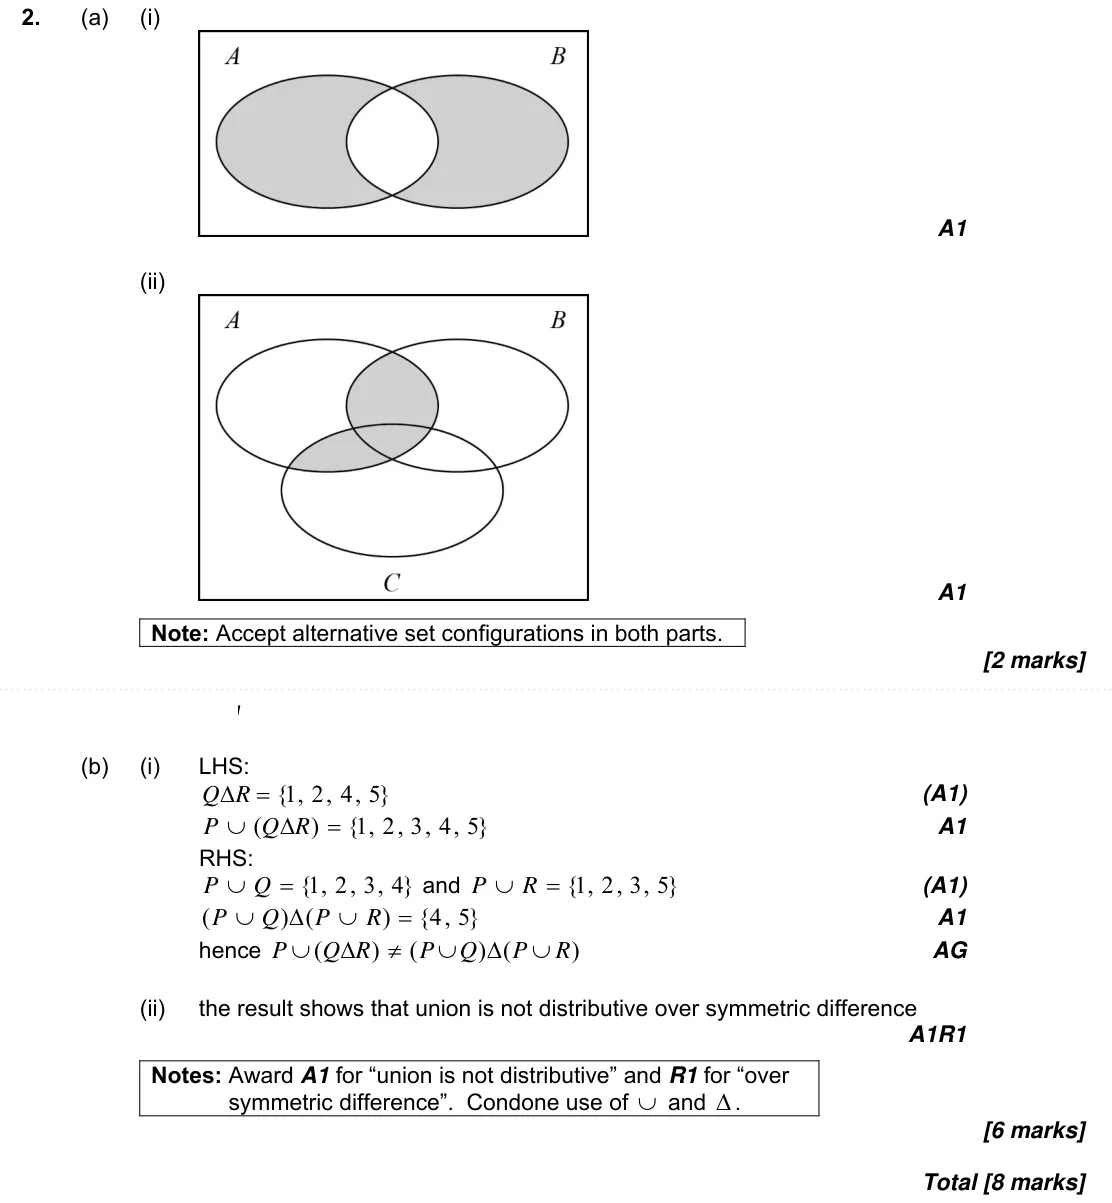 2. (a) (i)
A B
A1
(ii)
A B
C
A1
Note: Accept alternative set configurations in both parts.
[2 marks]
(b) (i) LHS:
QΔR = {1, 2, 4, 5} (A1)
P ∪ (QΔR) = {1, 2, 3, 4, 5} A1
RHS:
P ∪ Q = {1, 2, 3, 4} and P ∪ R = {1, 2, 3, 5} (A1)
(P ∪ Q)Δ(P ∪ R) = {4, 5} A1
hence P∪(QΔR) ≠ (P∪Q)Δ(P∪R) AG
(ii) the result shows that union is not distributive over symmetric difference
A1R1
Notes: Award A1 for “union is not distributive” and R1 for “over
symmetric difference”. Condone use of ∪ and Δ.
[6 marks]
Total [8 marks]